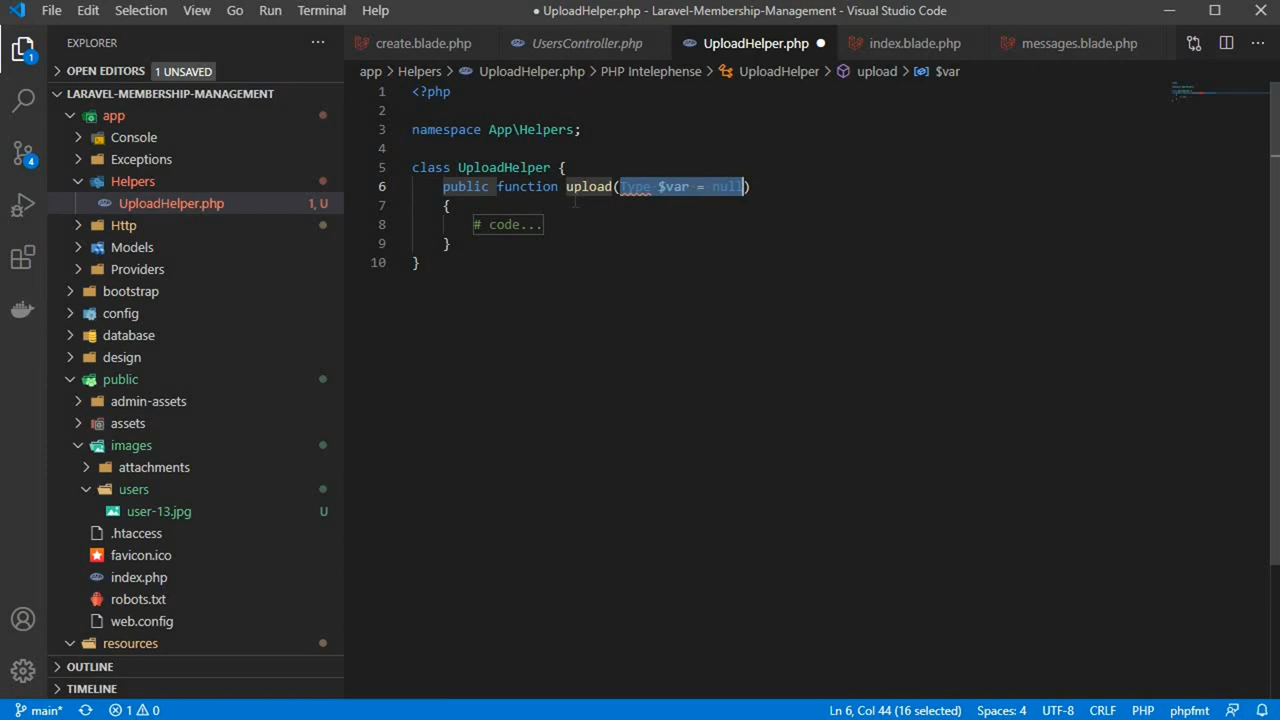 File Edit Selection View Go Run Terminal Help
● UploadHelper.php - Laravel-Membership-Management - Visual Studio Code
EXPLORER
create.blade.php UsersController.php UploadHelper.php index.blade.php messages.blade.php
OPEN EDITORS 1 UNSAVED
app > Helpers > UploadHelper.php > PHP Intelephense > UploadHelper > upload > $var
LARAVEL-MEMBERSHIP-MANAGEMENT
app
Console
Exceptions
Helpers
UploadHelper.php 1, U
Http
Models
Providers
bootstrap
config
database
design
public
admin-assets
assets
images
attachments
users
user-13.jpg U
.htaccess
favicon.ico
index.php
robots.txt
web.config
resources
OUTLINE
TIMELINE
1
4
1 <?php
2
3 namespace App\Helpers;
4
5 class UploadHelper {
6 public function upload(Type $var = null)
7 {
8 # code...
9 }
10 }
main* 1 0 Ln 6, Col 44 (16 selected) Spaces: 4 UTF-8 CRLF PHP phpfmt